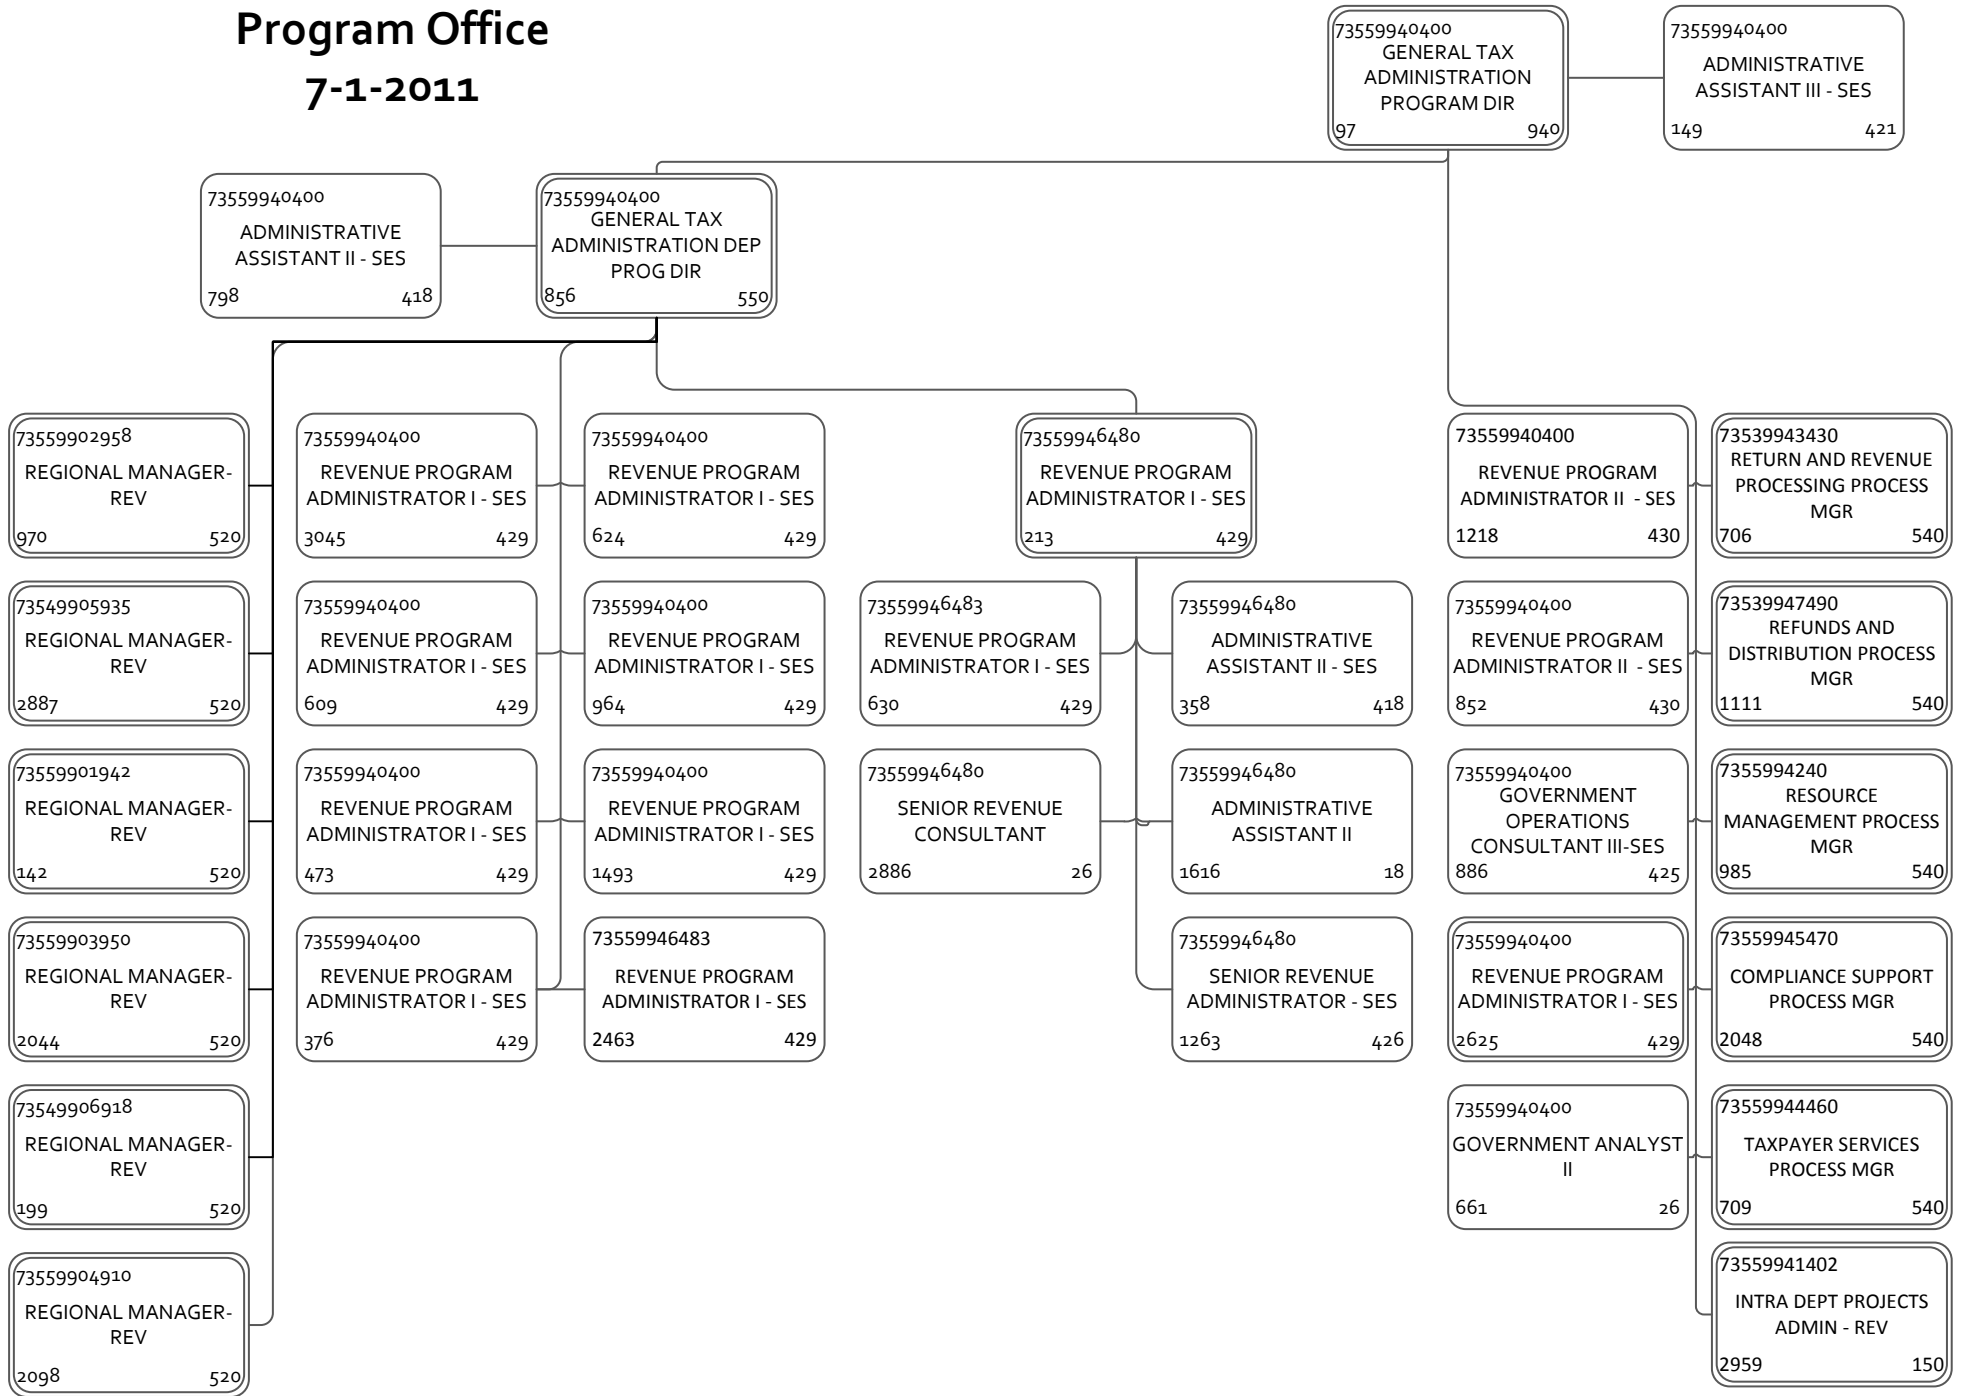 Program Office
7-1-2011
73559940400
GENERAL TAX
ADMINISTRATION
PROGRAM DIR
97 940
73559940400
ADMINISTRATIVE
ASSISTANT III - SES
149 421
73559940400
ADMINISTRATIVE
ASSISTANT II - SES
798 418
73559940400
GENERAL TAX
ADMINISTRATION DEP
PROG DIR
856 550
73559902958
REGIONAL MANAGER-
REV
970 520
73549905935
REGIONAL MANAGER-
REV
2887 520
73559901942
REGIONAL MANAGER-
REV
142 520
73559903950
REGIONAL MANAGER-
REV
2044 520
73549906918
REGIONAL MANAGER-
REV
199 520
73559904910
REGIONAL MANAGER-
REV
2098 520
73559940400
REVENUE PROGRAM
ADMINISTRATOR I - SES
3045 429
73559940400
REVENUE PROGRAM
ADMINISTRATOR I - SES
609 429
73559940400
REVENUE PROGRAM
ADMINISTRATOR I - SES
473 429
73559940400
REVENUE PROGRAM
ADMINISTRATOR I - SES
376 429
73559940400
REVENUE PROGRAM
ADMINISTRATOR I - SES
624 429
73559940400
REVENUE PROGRAM
ADMINISTRATOR I - SES
964 429
73559940400
REVENUE PROGRAM
ADMINISTRATOR I - SES
1493 429
73559946483
REVENUE PROGRAM
ADMINISTRATOR I - SES
2463 429
73559946480
REVENUE PROGRAM
ADMINISTRATOR I - SES
213 429
73559946483
REVENUE PROGRAM
ADMINISTRATOR I - SES
630 429
73559946480
SENIOR REVENUE
CONSULTANT
2886 26
73559946480
ADMINISTRATIVE
ASSISTANT II - SES
358 418
73559946480
ADMINISTRATIVE
ASSISTANT II
1616 18
73559946480
SENIOR REVENUE
ADMINISTRATOR - SES
1263 426
73559940400
REVENUE PROGRAM
ADMINISTRATOR II - SES
1218 430
73559940400
REVENUE PROGRAM
ADMINISTRATOR II - SES
852 430
73559940400
GOVERNMENT
OPERATIONS
CONSULTANT III-SES
886 425
73559940400
REVENUE PROGRAM
ADMINISTRATOR I - SES
2625 429
73559940400
GOVERNMENT ANALYST
II
661 26
73539943430
RETURN AND REVENUE
PROCESSING PROCESS
MGR
706 540
73539947490
REFUNDS AND
DISTRIBUTION PROCESS
MGR
1111 540
7355994240
RESOURCE
MANAGEMENT PROCESS
MGR
985 540
73559945470
COMPLIANCE SUPPORT
PROCESS MGR
2048 540
73559944460
TAXPAYER SERVICES
PROCESS MGR
709 540
73559941402
INTRA DEPT PROJECTS
ADMIN - REV
2959 150